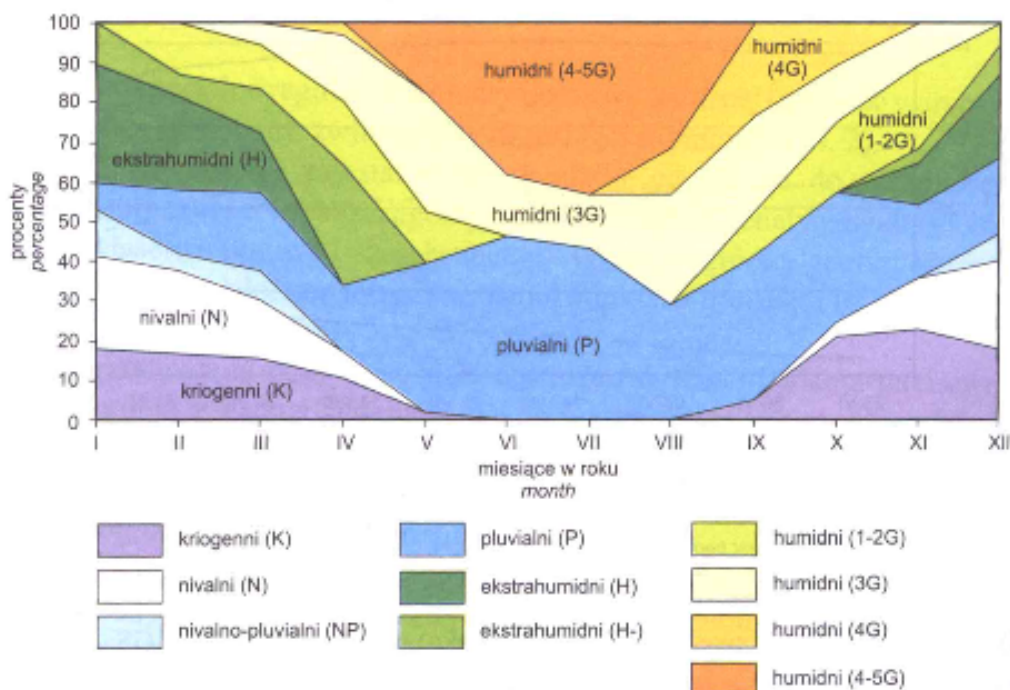 100
90
80
70
60
50
40
30
20
10
0
procenty
percentage
humidni (4-5G)
humidni
(4G)
humidni
(1-2G)
ekstrahumidni (H)
humidni (3G)
nivalni (N)
pluvialni (P)
kriogenni (K)
I II III IV V VI VII VIII IX X XI XII
miesiące w roku
month
kriogenni (K)
pluvialni (P)
humidni (1-2G)
nivalni (N)
ekstrahumidni (H)
humidni (3G)
nivalno-pluvialni (NP)
ekstrahumidni (H-)
humidni (4G)
humidni (4-5G)